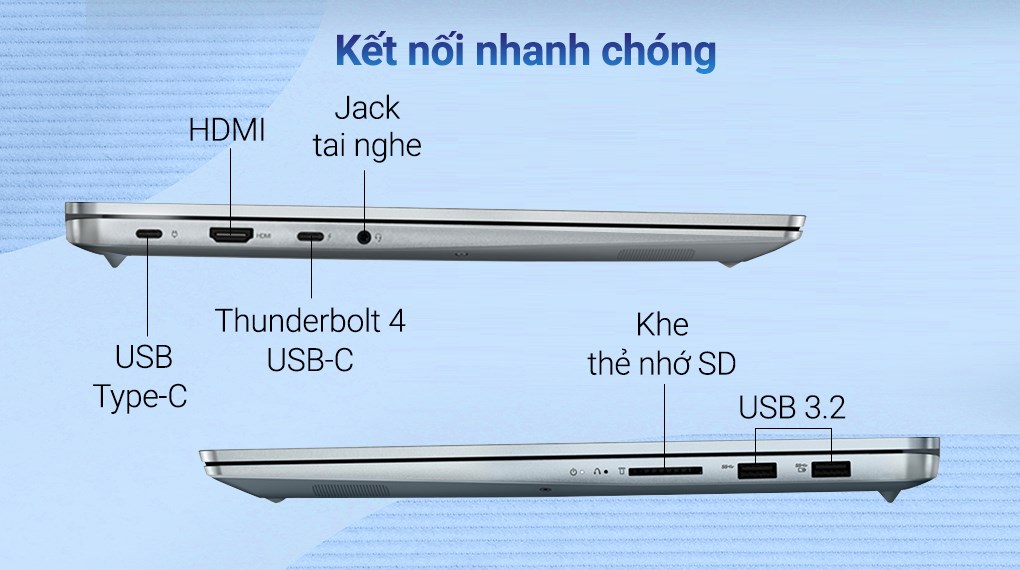 Kết nối nhanh chóng
Jack
tai nghe
HDMI
HDMI
Thunderbolt 4
USB-C
USB
Type-C
Khe
thẻ nhớ SD
USB 3.2